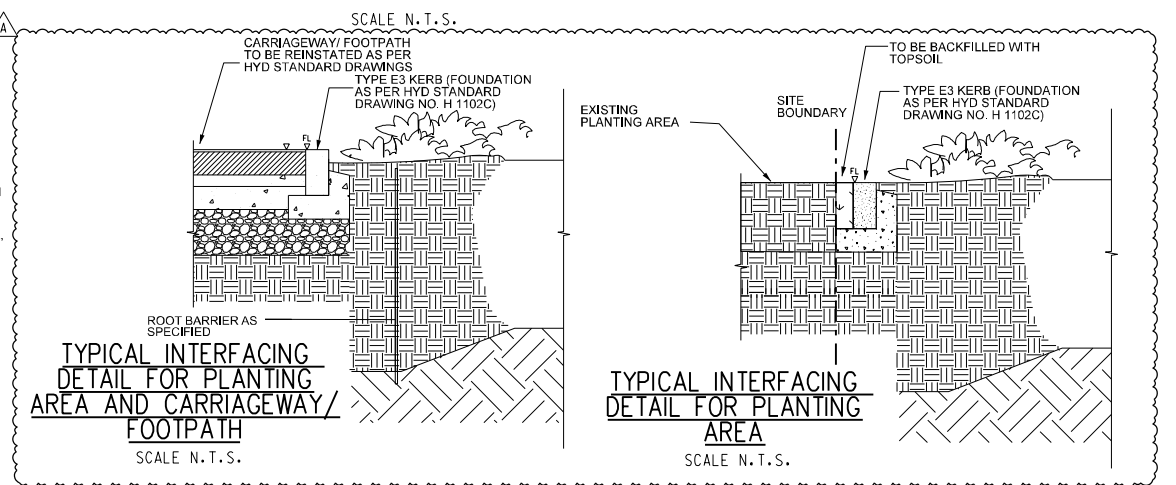 A
SCALE N.T.S.
CARRIAGEWAY/ FOOTPATH
TO BE REINSTATED AS PER
HYD STANDARD DRAWINGS
TYPE E3 KERB (FOUNDATION
AS PER HYD STANDARD
DRAWING NO. H 1102C)
FL
ROOT BARRIER AS
SPECIFIED
TYPICAL INTERFACING
DETAIL FOR PLANTING
AREA AND CARRIAGEWAY/
FOOTPATH
SCALE N.T.S.
TO BE BACKFILLED WITH
TOPSOIL
TYPE E3 KERB (FOUNDATION
AS PER HYD STANDARD
DRAWING NO. H 1102C)
SITE
BOUNDARY
EXISTING
PLANTING AREA
FL
TYPICAL INTERFACING
DETAIL FOR PLANTING
AREA
SCALE N.T.S.